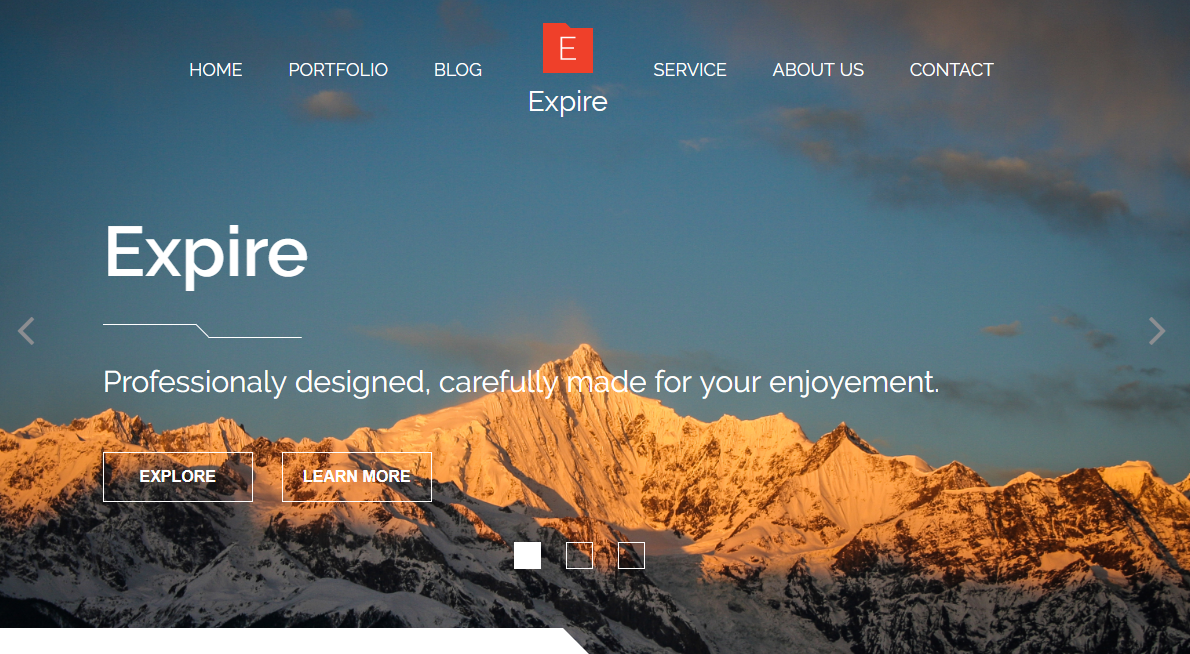 HOME PORTFOLIO BLOG E SERVICE ABOUT US CONTACT
Expire
Expire
Professionaly designed, carefully made for your enjoyement.
EXPLORE LEARN MORE